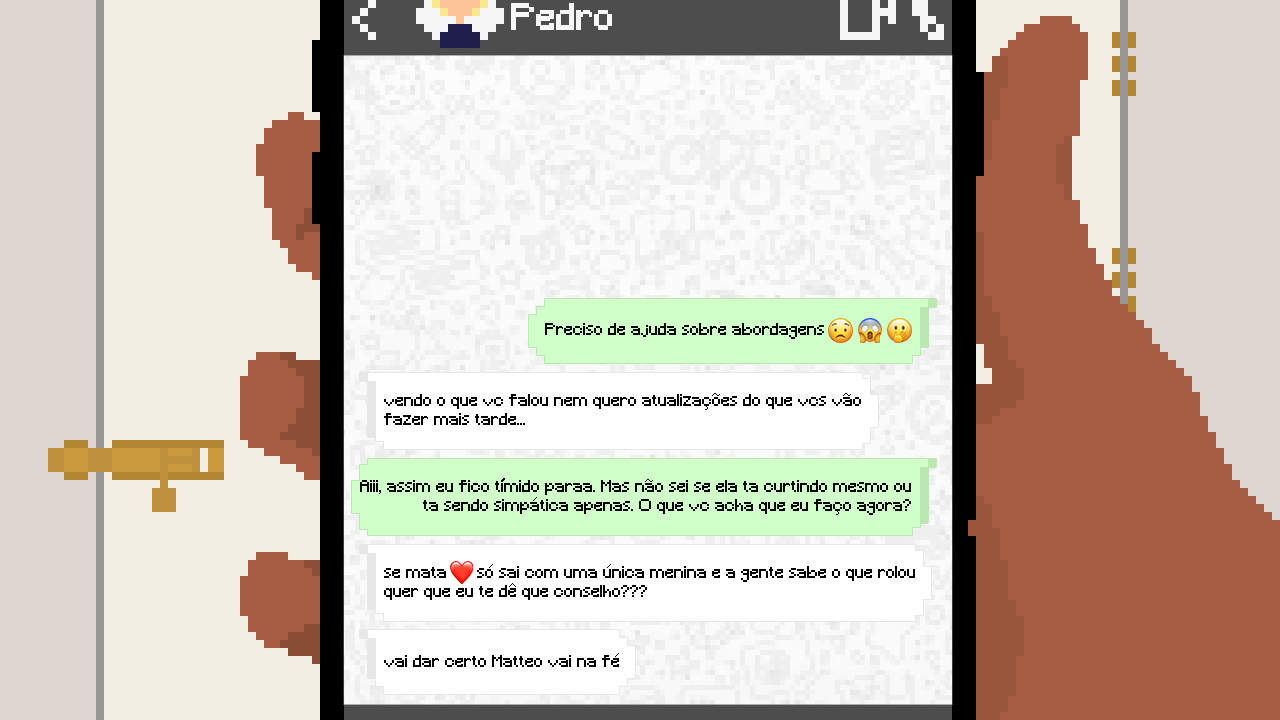 Pedro
Preciso de ajuda sobre abordagens😟😱🤭
vendo o que vc falou nem quero atualizações do que vcs vão
fazer mais tarde...
Aiii, assim eu fico tímido paraa. Mas não sei se ela ta curtindo mesmo ou
ta sendo simpática apenas. O que vc acha que eu faço agora?
se mata❤️só sai com uma única menina e a gente sabe o que rolou
quer que eu te dê que conselho???
vai dar certo Matteo vai na fé